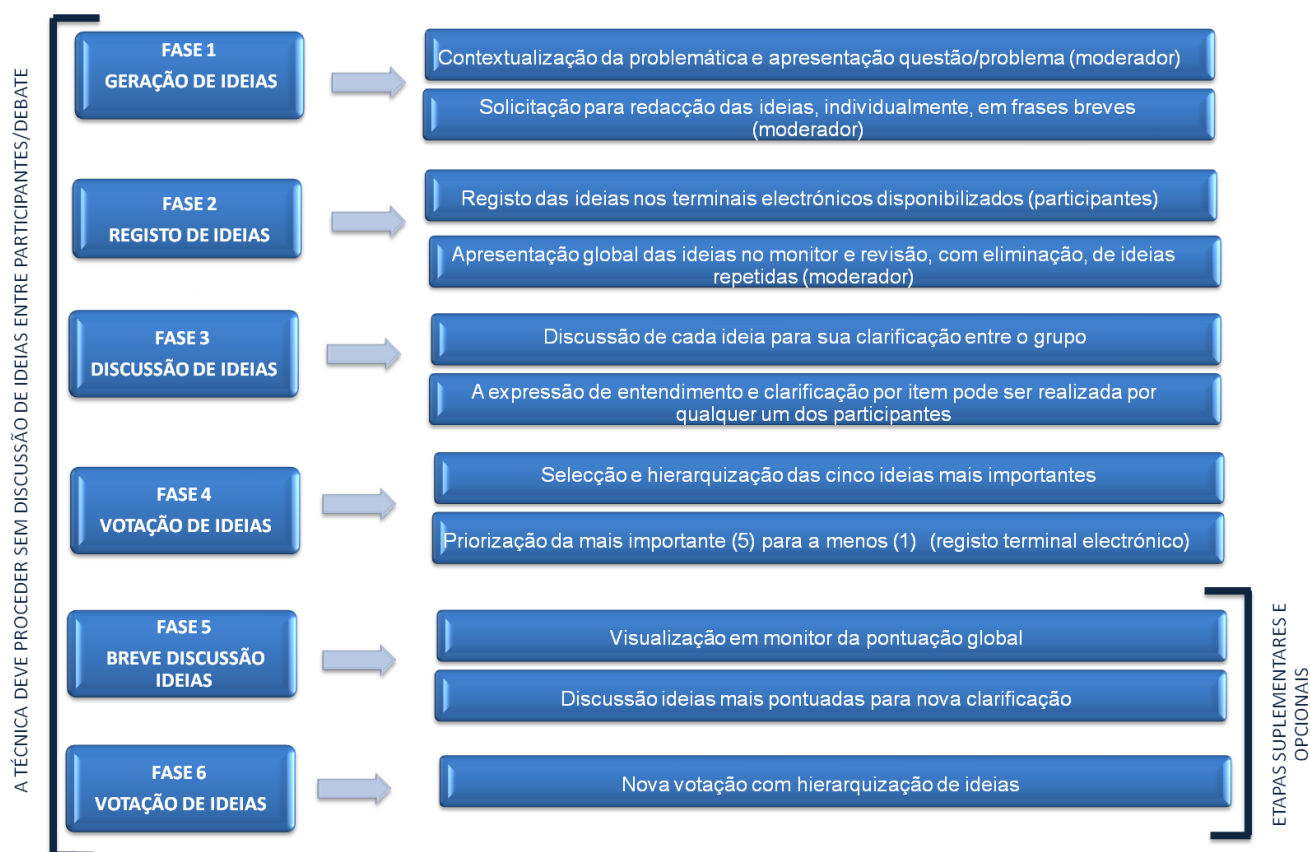 A TÉCNICA DEVE PROCEDER SEM DISCUSSÃO DE IDEIAS ENTRE PARTICIPANTES/DEBATE
FASE 1
GERAÇÃO DE IDEIAS
Contextualização da problemática e apresentação questão/problema (moderador)
Solicitação para redacção das ideias, individualmente, em frases breves
(moderador)
FASE 2
REGISTO DE IDEIAS
Registo das ideias nos terminais electrónicos disponibilizados (participantes)
Apresentação global das ideias no monitor e revisão, com eliminação, de ideias
repetidas (moderador)
FASE 3
DISCUSSÃO DE IDEIAS
Discussão de cada ideia para sua clarificação entre o grupo
A expressão de entendimento e clarificação por item pode ser realizada por
qualquer um dos participantes
FASE 4
VOTAÇÃO DE IDEIAS
Selecção e hierarquização das cinco ideias mais importantes
Priorização da mais importante (5) para a menos (1) (registo terminal electrónico)
FASE 5
BREVE DISCUSSÃO
IDEIAS
Visualização em monitor da pontuação global
Discussão ideias mais pontuadas para nova clarificação
FASE 6
VOTAÇÃO DE IDEIAS
Nova votação com hierarquização de ideias
ETAPAS SUPLEMENTARES E
OPCIONAIS